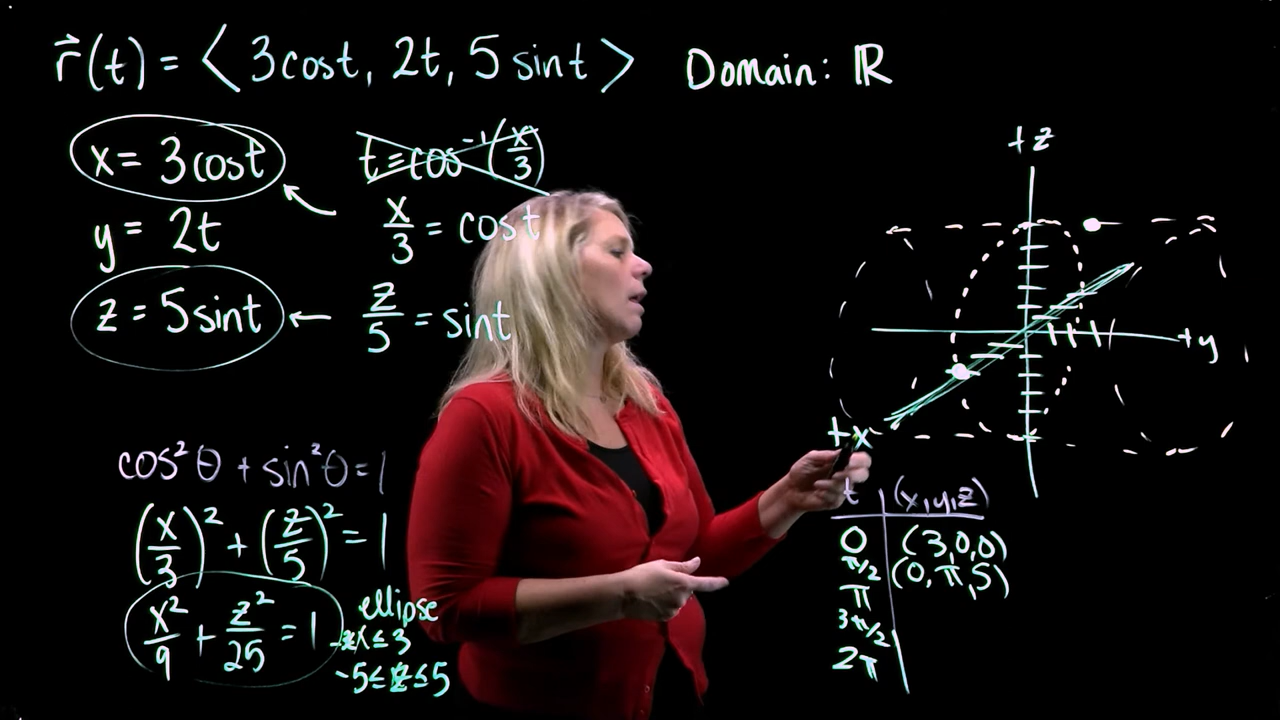 r⃗(t) = ⟨3cost, 2t, 5 sint⟩ Domain: ℝ
x = 3cost
t = cos⁻¹(x/3)
y = 2t
x/3 = cost
z = 5sint
z/5 = sint
cos²θ + sin²θ = 1
(x/3)² + (z/5)² = 1
x²/9 + z²/25 = 1
ellipse
x ≤ 3
-5 ≤ z ≤ 5
+z
+y
+x
t (x,y,z)
0 (3,0,0)
π/2 (0,π,5)
π
3π/2
2π